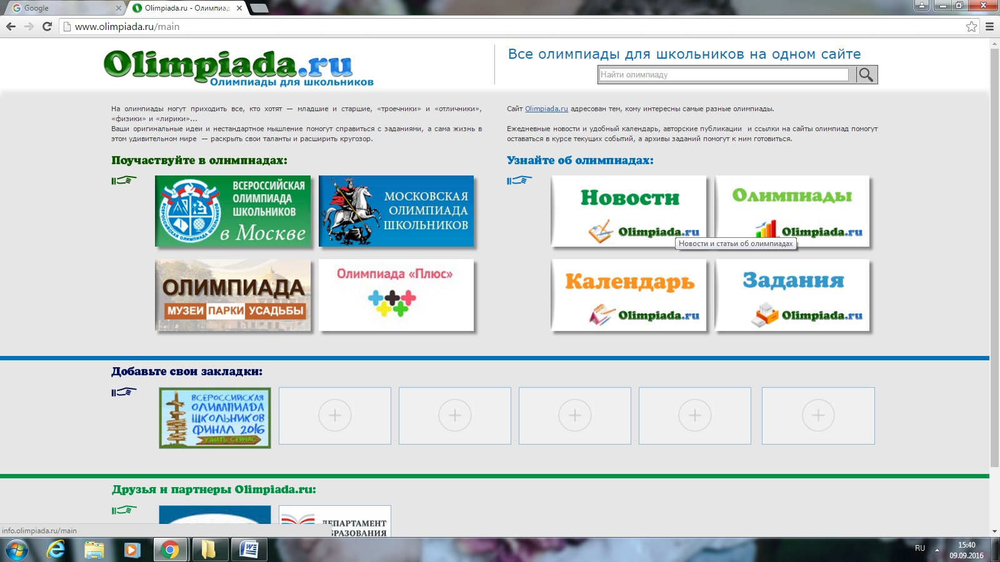 Google
Olimpiada.ru - Олимпиад
www.olimpiada.ru/main
Olimpiada.ru
Олимпиады для школьников
Все олимпиады для школьников на одном сайте
Найти олимпиаду
На олимпиады могут приходить все, кто хотят — младшие и старшие, «троечники» и «отличники»,
«физики» и «лирики»...
Ваши оригинальные идеи и нестандартное мышление помогут справиться с заданиями, а сама жизнь в
этом удивительном мире — раскрыть свои таланты и расширить кругозор.
Сайт Olimpiada.ru адресован тем, кому интересны самые разные олимпиады.
Ежедневные новости и удобный календарь, авторские публикации и ссылки на сайты олимпиад помогут
оставаться в курсе текущих событий, а архивы заданий помогут к ним готовиться.
Поучаствуйте в олимпиадах:
ВСЕРОССИЙСКАЯ
ОЛИМПИАДА
ШКОЛЬНИКОВ
в Москве
ВСЕРОССИЙСКАЯ ОЛИМПИАДА ШКОЛЬНИКОВ
МОСКОВСКАЯ
ОЛИМПИАДА
ШКОЛЬНИКОВ
ОЛИМПИАДА
МУЗЕИ ПАРКИ УСАДЬБЫ
Олимпиада «Плюс»
Узнайте об олимпиадах:
Новости
Olimpiada.ru
Олимпиады
Olimpiada.ru
Новости и статьи об олимпиадах
Календарь
Olimpiada.ru
Задания
Olimpiada.ru
Добавьте свои закладки:
ВСЕРОССИЙСКАЯ
ОЛИМПИАДА
ШКОЛЬНИКОВ
ФИНАЛ 2016
УЗНАТЬ СЕЙЧАС
Друзья и партнеры Olimpiada.ru:
ДЕПАРТАМЕНТ
БРАЗОВАНИЯ
info.olimpiada.ru/main
RU
15:40
09.09.2016